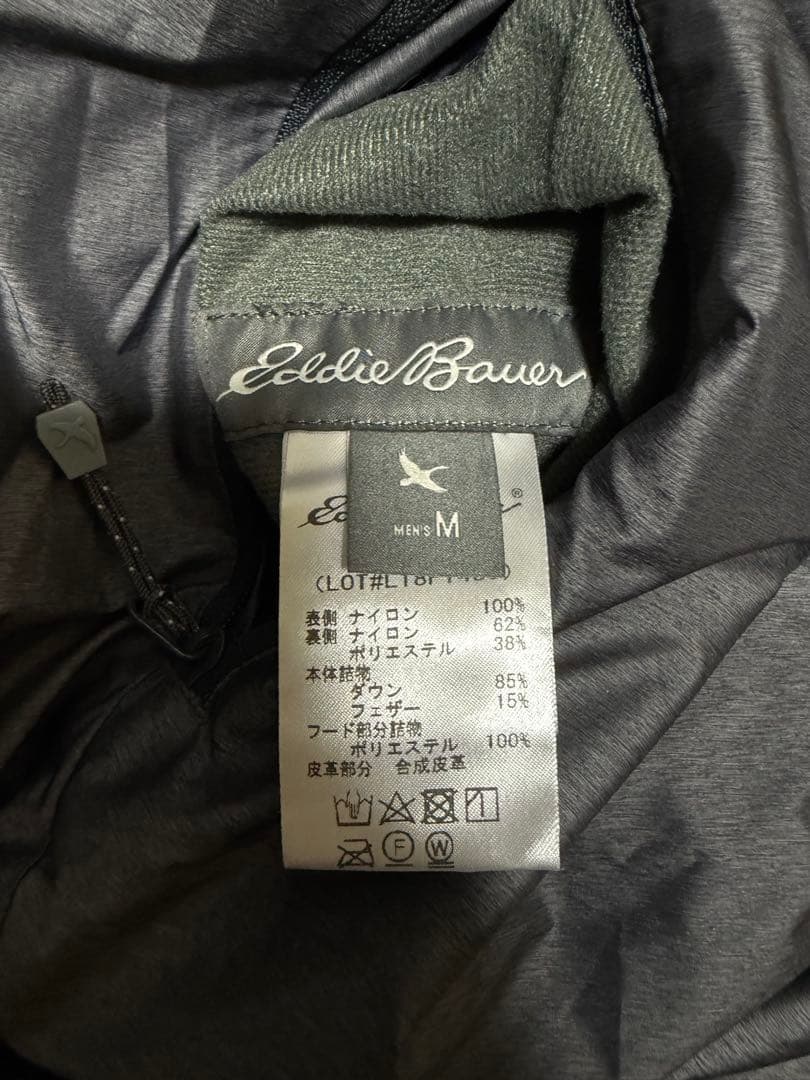 Eddie Bauer
MEN'S M
®
(LOT#
表側 ナイロン 100%
裏側 ナイロン 62%
ポリエステル 38%
本体詰物
ダウン 85%
フェザー 15%
フード部分詰物
ポリエステル 100%
皮革部分 合成皮革
F W